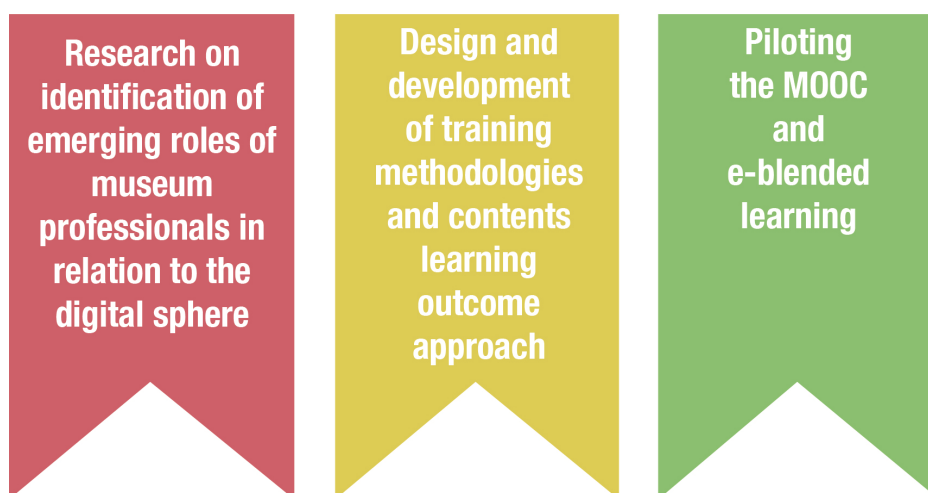 Research on
identification of
emerging roles of
museum
professionals in
relation to the
digital sphere
Design and
development
of training
methodologies
and contents
learning
outcome
approach
Piloting
the MOOC
and
e-blended
learning